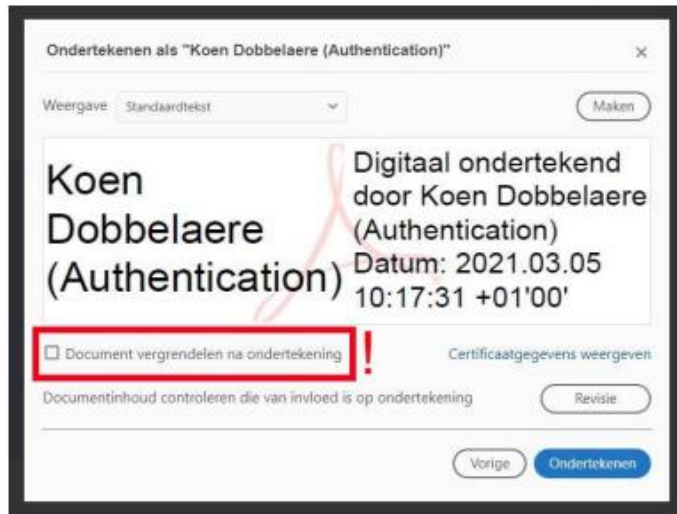 Ondertekenen als "Koen Dobbelaere (Authentication)"
Weergave Standaardtekst Maken
Koen
Dobbelaere
(Authentication)
Digitaal ondertekend
door Koen Dobbelaere
(Authentication)
Datum: 2021.03.05
10:17:31 +01'00'
Document vergrendelen na ondertekening !
Certificaatgegevens weergeven
Documentinhoud controleren die van invloed is op ondertekening Revisie
Vorige Ondertekenen